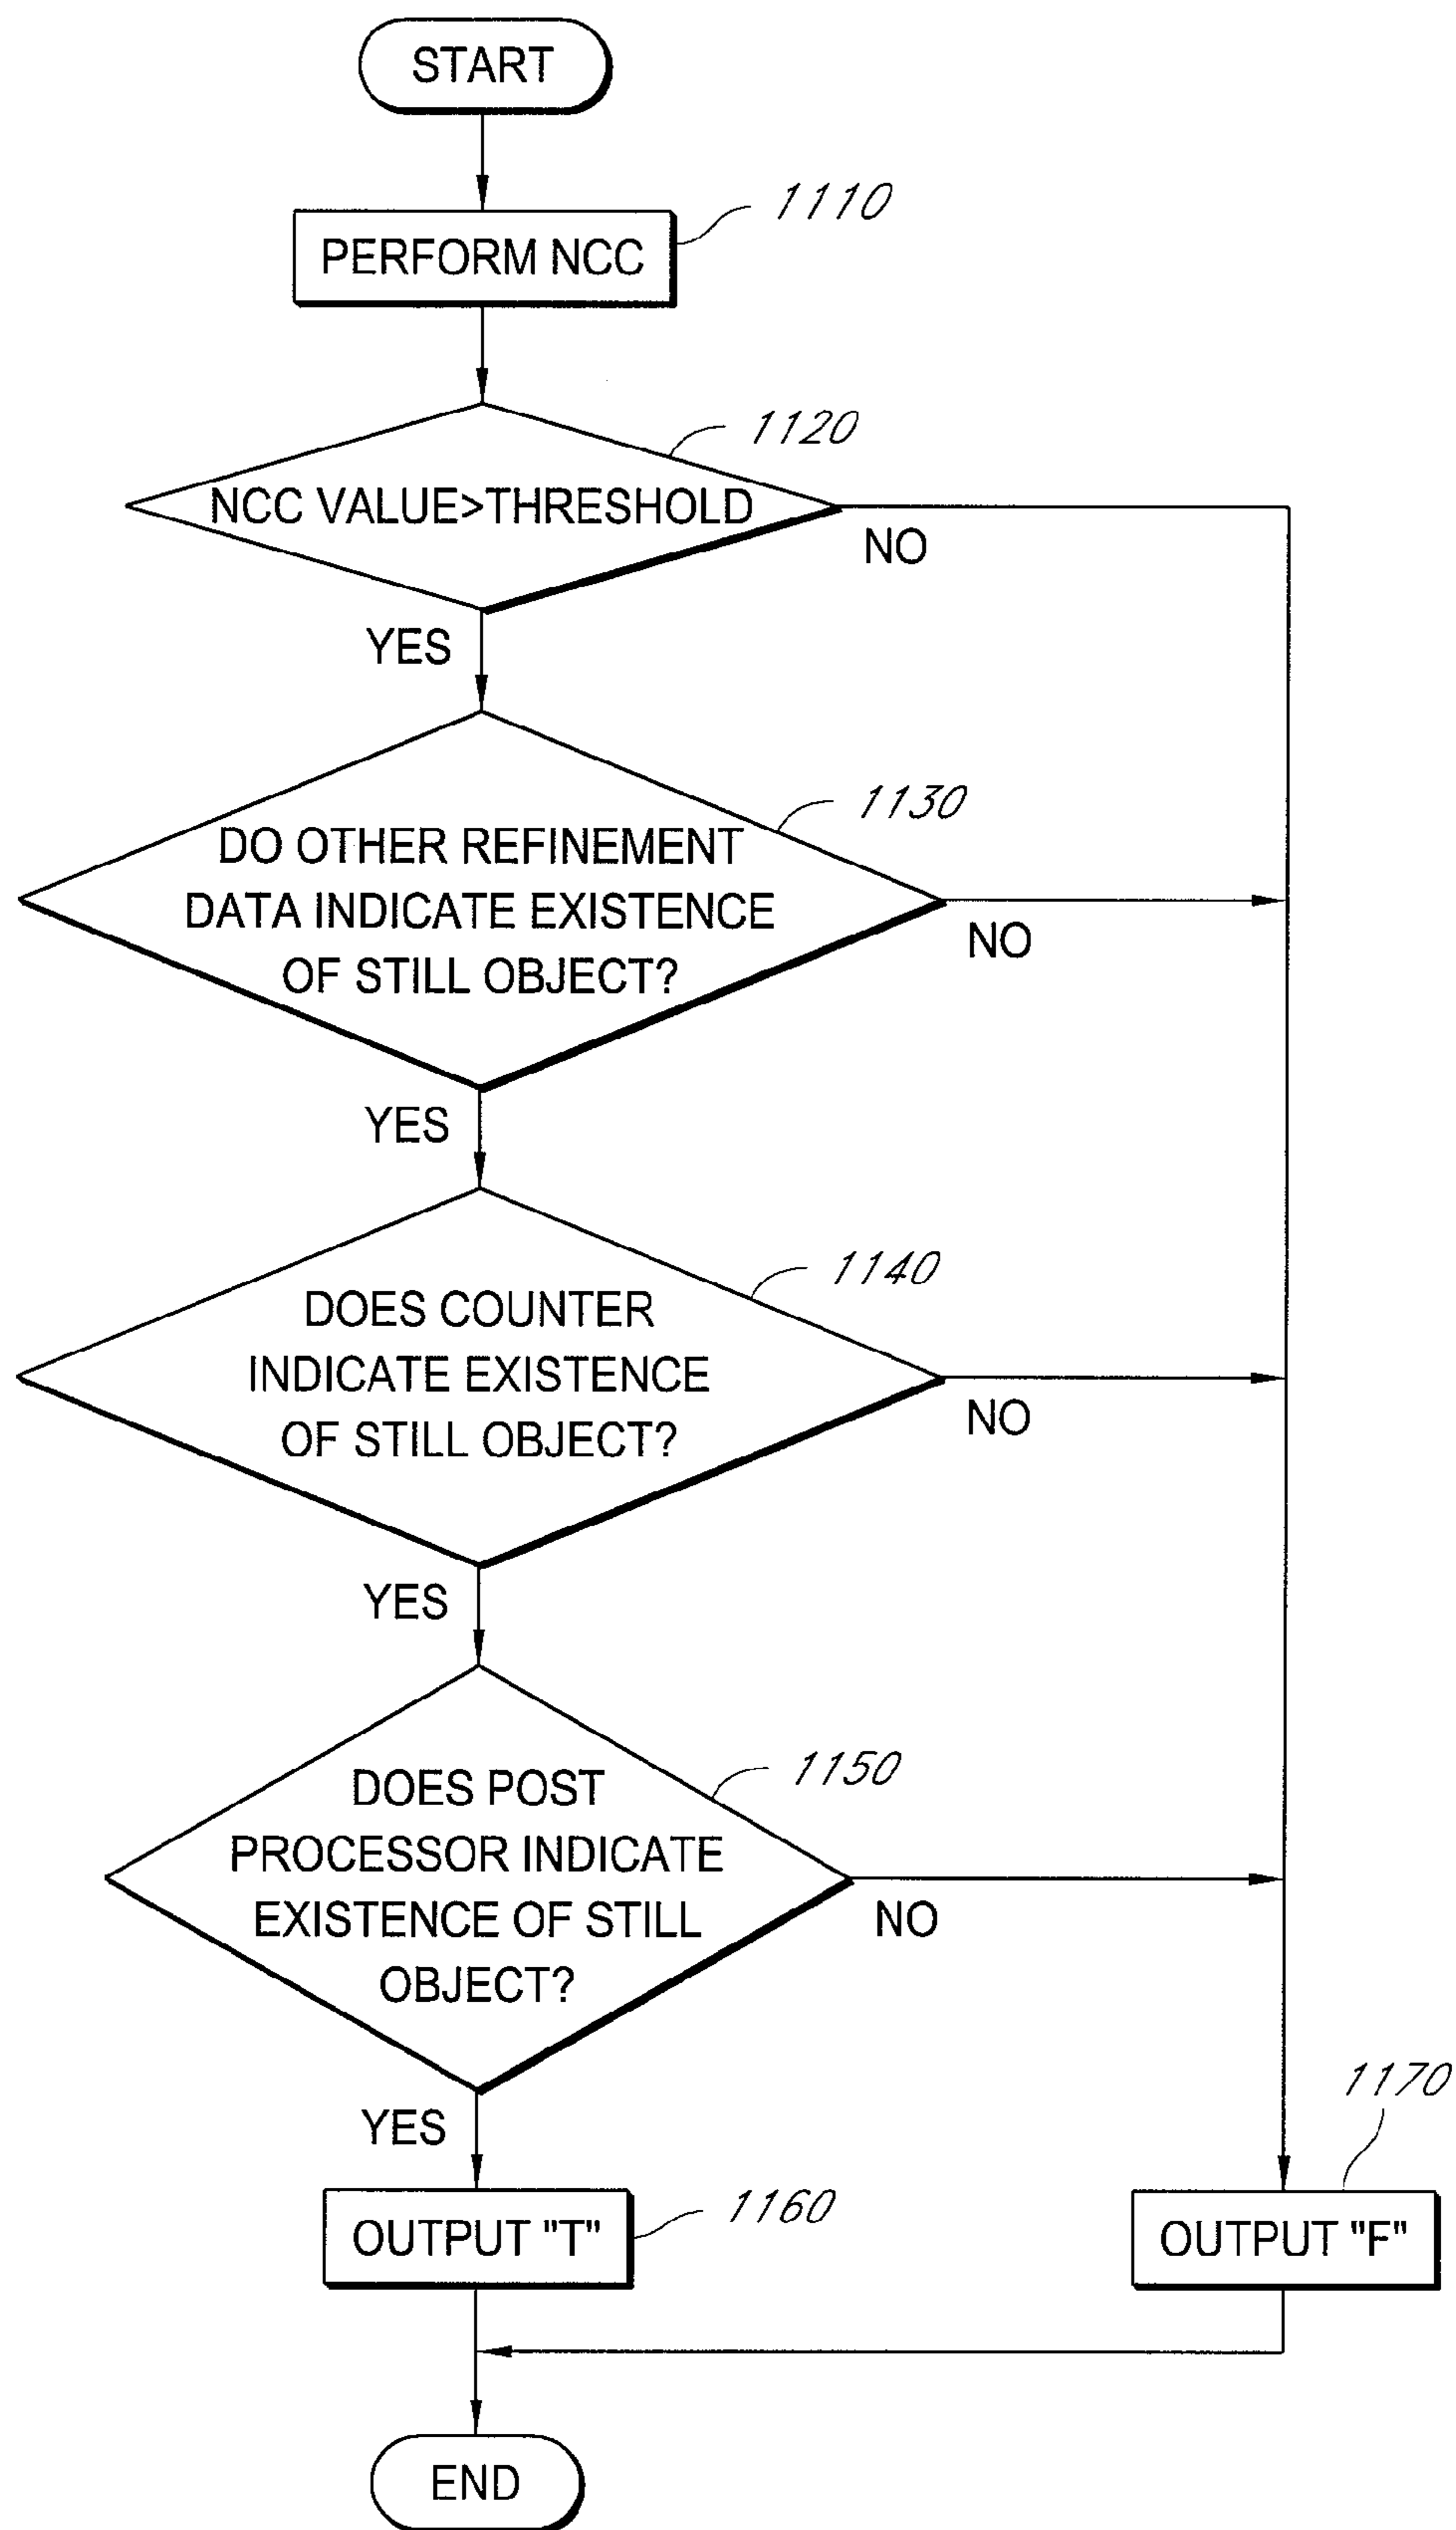 START
1110
PERFORM NCC
1120
NCC VALUE>THRESHOLD
NO
YES
1130
DO OTHER REFINEMENT
DATA INDICATE EXISTENCE
OF STILL OBJECT?
NO
YES
1140
DOES COUNTER
INDICATE EXISTENCE
OF STILL OBJECT?
NO
YES
1150
DOES POST
PROCESSOR INDICATE
EXISTENCE OF STILL
OBJECT?
NO
YES
1160
OUTPUT "T"
1170
OUTPUT "F"
END